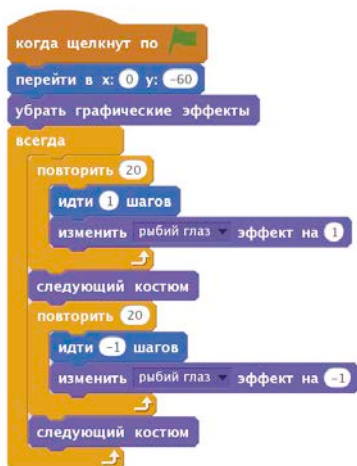 когда щелкнут по
перейти в x: 0 y: -60
убрать графические эффекты
всегда
повторить 20
идти 1 шагов
изменить рыбий глаз эффект на 1
следующий костюм
повторить 20
идти -1 шагов
изменить рыбий глаз эффект на -1
следующий костюм